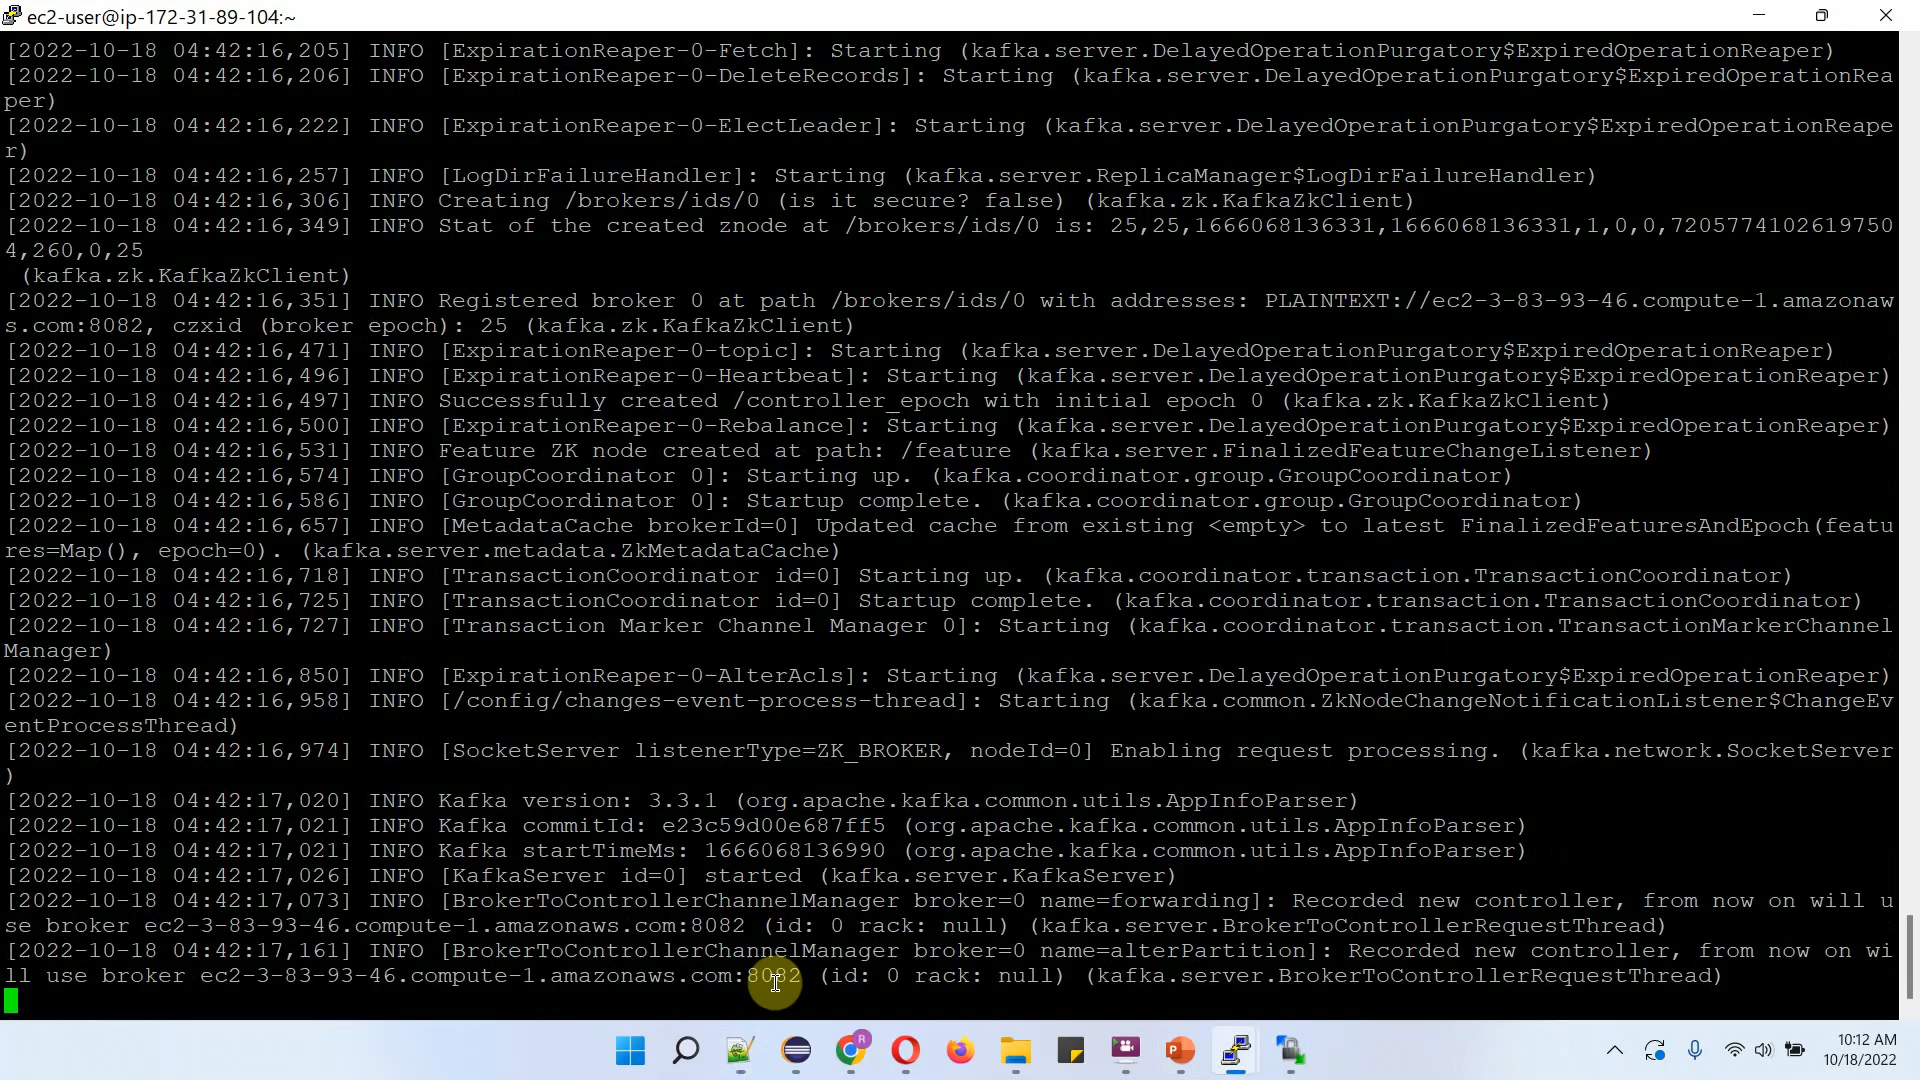 ec2-user@ip-172-31-89-104:~
[2022-10-18 04:42:16,205] INFO [ExpirationReaper-0-Fetch]: Starting (kafka.server.DelayedOperationPurgatory$ExpiredOperationReaper)
[2022-10-18 04:42:16,206] INFO [ExpirationReaper-0-DeleteRecords]: Starting (kafka.server.DelayedOperationPurgatory$ExpiredOperationRea
per)
[2022-10-18 04:42:16,222] INFO [ExpirationReaper-0-ElectLeader]: Starting (kafka.server.DelayedOperationPurgatory$ExpiredOperationReape
r)
[2022-10-18 04:42:16,257] INFO [LogDirFailureHandler]: Starting (kafka.server.ReplicaManager$LogDirFailureHandler)
[2022-10-18 04:42:16,306] INFO Creating /brokers/ids/0 (is it secure? false) (kafka.zk.KafkaZkClient)
[2022-10-18 04:42:16,349] INFO Stat of the created znode at /brokers/ids/0 is: 25,25,1666068136331,1666068136331,1,0,0,7205774102619750
4,260,0,25
(kafka.zk.KafkaZkClient)
[2022-10-18 04:42:16,351] INFO Registered broker 0 at path /brokers/ids/0 with addresses: PLAINTEXT://ec2-3-83-93-46.compute-1.amazonaw
s.com:8082, czxid (broker epoch): 25 (kafka.zk.KafkaZkClient)
[2022-10-18 04:42:16,471] INFO [ExpirationReaper-0-topic]: Starting (kafka.server.DelayedOperationPurgatory$ExpiredOperationReaper)
[2022-10-18 04:42:16,496] INFO [ExpirationReaper-0-Heartbeat]: Starting (kafka.server.DelayedOperationPurgatory$ExpiredOperationReaper)
[2022-10-18 04:42:16,497] INFO Successfully created /controller_epoch with initial epoch 0 (kafka.zk.KafkaZkClient)
[2022-10-18 04:42:16,500] INFO [ExpirationReaper-0-Rebalance]: Starting (kafka.server.DelayedOperationPurgatory$ExpiredOperationReaper)
[2022-10-18 04:42:16,531] INFO Feature ZK node created at path: /feature (kafka.server.FinalizedFeatureChangeListener)
[2022-10-18 04:42:16,574] INFO [GroupCoordinator 0]: Starting up. (kafka.coordinator.group.GroupCoordinator)
[2022-10-18 04:42:16,586] INFO [GroupCoordinator 0]: Startup complete. (kafka.coordinator.group.GroupCoordinator)
[2022-10-18 04:42:16,657] INFO [MetadataCache brokerId=0] Updated cache from existing <empty> to latest FinalizedFeaturesAndEpoch(featu
res=Map(), epoch=0). (kafka.server.metadata.ZkMetadataCache)
[2022-10-18 04:42:16,718] INFO [TransactionCoordinator id=0] Starting up. (kafka.coordinator.transaction.TransactionCoordinator)
[2022-10-18 04:42:16,725] INFO [TransactionCoordinator id=0] Startup complete. (kafka.coordinator.transaction.TransactionCoordinator)
[2022-10-18 04:42:16,727] INFO [Transaction Marker Channel Manager 0]: Starting (kafka.coordinator.transaction.TransactionMarkerChannel
Manager)
[2022-10-18 04:42:16,850] INFO [ExpirationReaper-0-AlterAcls]: Starting (kafka.server.DelayedOperationPurgatory$ExpiredOperationReaper)
[2022-10-18 04:42:16,958] INFO [/config/changes-event-process-thread]: Starting (kafka.common.ZkNodeChangeNotificationListener$ChangeEv
entProcessThread)
[2022-10-18 04:42:16,974] INFO [SocketServer listenerType=ZK_BROKER, nodeId=0] Enabling request processing. (kafka.network.SocketServer
)
[2022-10-18 04:42:17,020] INFO Kafka version: 3.3.1 (org.apache.kafka.common.utils.AppInfoParser)
[2022-10-18 04:42:17,021] INFO Kafka commitId: e23c59d00e687ff5 (org.apache.kafka.common.utils.AppInfoParser)
[2022-10-18 04:42:17,021] INFO Kafka startTimeMs: 1666068136990 (org.apache.kafka.common.utils.AppInfoParser)
[2022-10-18 04:42:17,026] INFO [KafkaServer id=0] started (kafka.server.KafkaServer)
[2022-10-18 04:42:17,073] INFO [BrokerToControllerChannelManager broker=0 name=forwarding]: Recorded new controller, from now on will u
se broker ec2-3-83-93-46.compute-1.amazonaws.com:8082 (id: 0 rack: null) (kafka.server.BrokerToControllerRequestThread)
[2022-10-18 04:42:17,161] INFO [BrokerToControllerChannelManager broker=0 name=alterPartition]: Recorded new controller, from now on wi
ll use broker ec2-3-83-93-46.compute-1.amazonaws.com:8082 (id: 0 rack: null) (kafka.server.BrokerToControllerRequestThread)
R
10:12 AM
10/18/2022